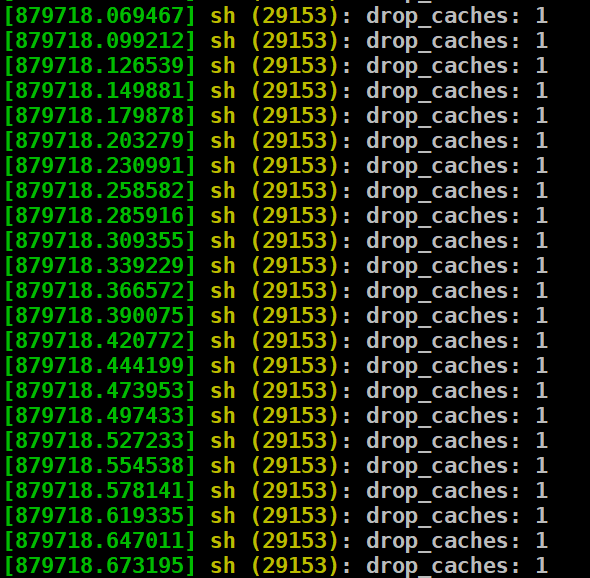 [879718.069467] sh (29153): drop_caches: 1
[879718.099212] sh (29153): drop_caches: 1
[879718.126539] sh (29153): drop_caches: 1
[879718.149881] sh (29153): drop_caches: 1
[879718.179878] sh (29153): drop_caches: 1
[879718.203279] sh (29153): drop_caches: 1
[879718.230991] sh (29153): drop_caches: 1
[879718.258582] sh (29153): drop_caches: 1
[879718.285916] sh (29153): drop_caches: 1
[879718.309355] sh (29153): drop_caches: 1
[879718.339229] sh (29153): drop_caches: 1
[879718.366572] sh (29153): drop_caches: 1
[879718.390075] sh (29153): drop_caches: 1
[879718.420772] sh (29153): drop_caches: 1
[879718.444199] sh (29153): drop_caches: 1
[879718.473953] sh (29153): drop_caches: 1
[879718.497433] sh (29153): drop_caches: 1
[879718.527233] sh (29153): drop_caches: 1
[879718.554538] sh (29153): drop_caches: 1
[879718.578141] sh (29153): drop_caches: 1
[879718.619335] sh (29153): drop_caches: 1
[879718.647011] sh (29153): drop_caches: 1
[879718.673195] sh (29153): drop_caches: 1